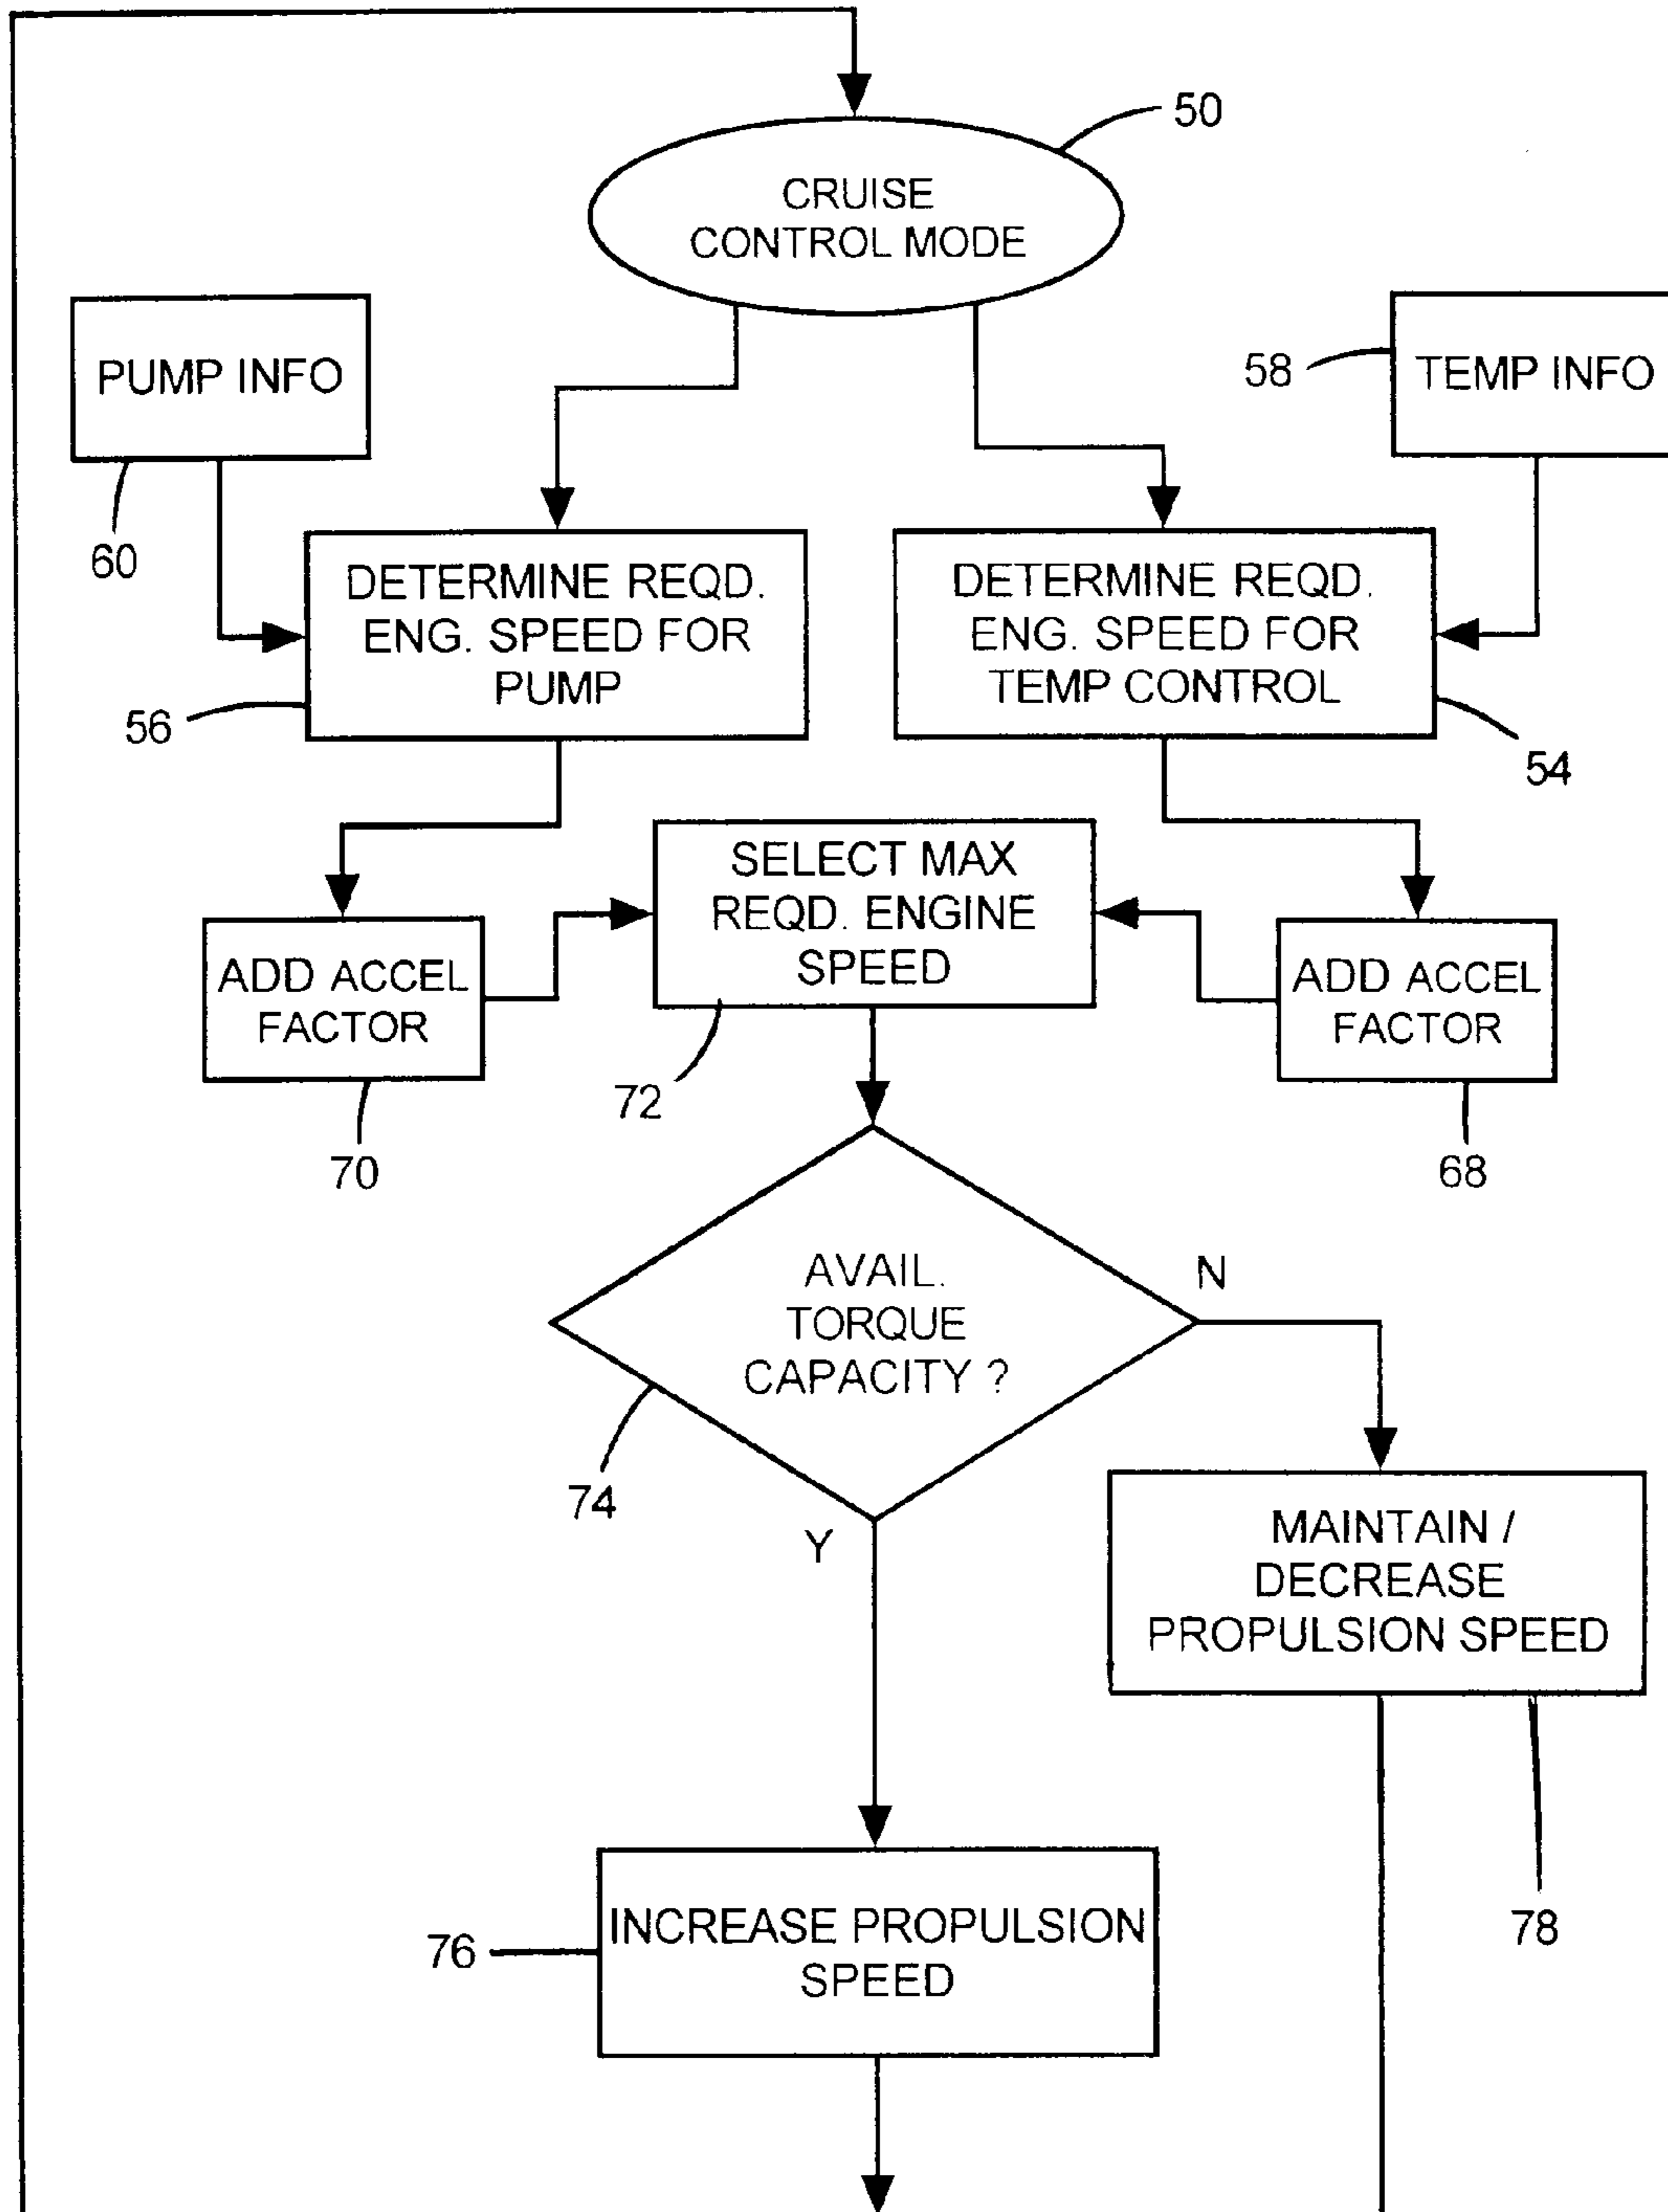 50
CRUISE
CONTROL MODE
PUMP INFO
58
TEMP INFO
60
DETERMINE REQD.
ENG. SPEED FOR
PUMP
DETERMINE REQD.
ENG. SPEED FOR
TEMP CONTROL
56
54
SELECT MAX
REQD. ENGINE
SPEED
ADD ACCEL
FACTOR
ADD ACCEL
FACTOR
72
70
68
AVAIL.
TORQUE
CAPACITY ?
N
74
Y
MAINTAIN /
DECREASE
PROPULSION SPEED
76
INCREASE PROPULSION
SPEED
78